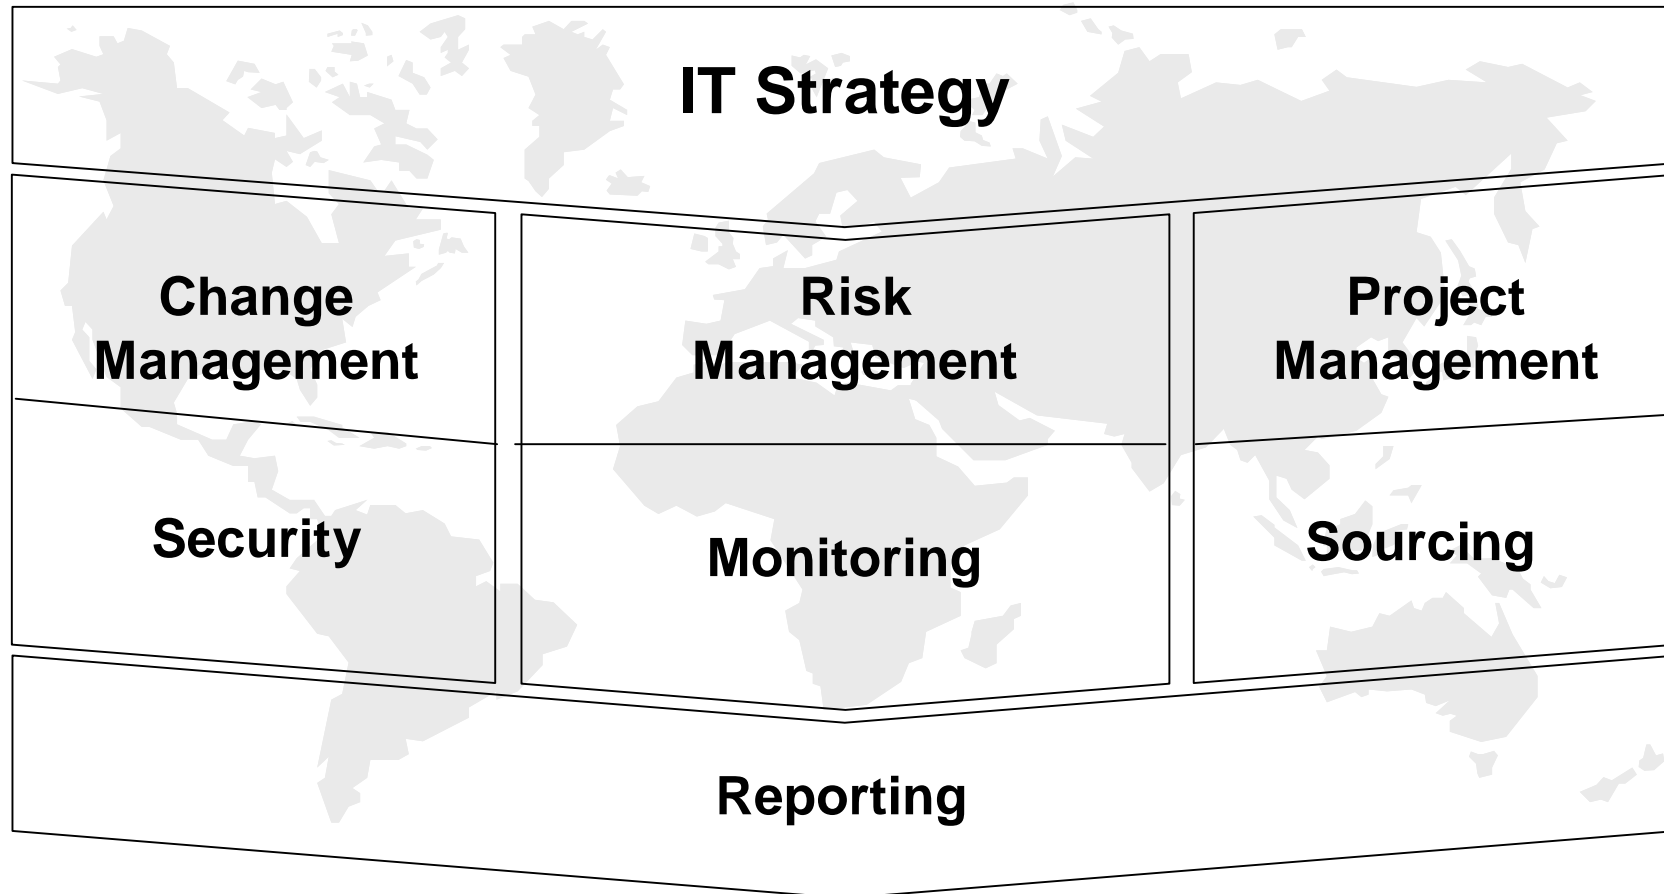 IT Strategy
Change
Management
Risk
Management
Project
Management
Security
Monitoring
Sourcing
Reporting